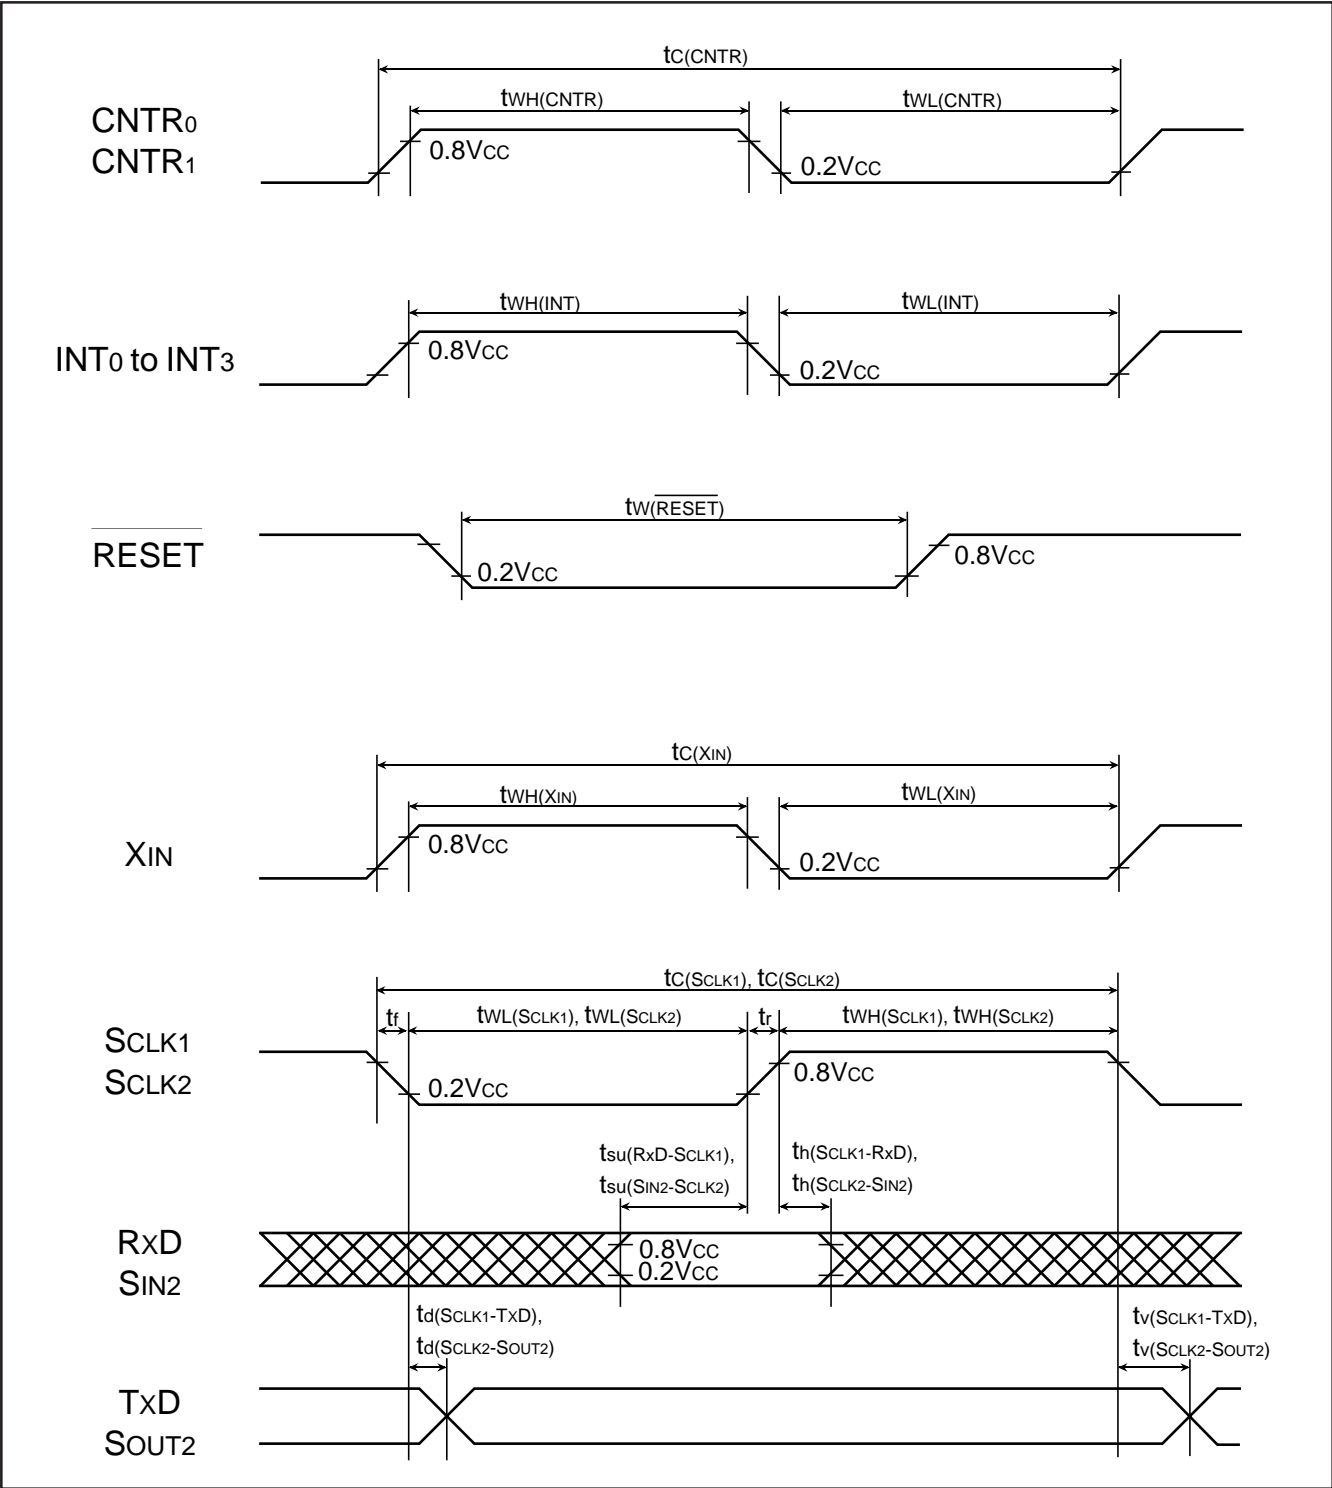 tC(CNTR)
tWH(CNTR)
tWL(CNTR)
CNTR0
CNTR1
0.8VCC
0.2VCC
tWH(INT)
tWL(INT)
INT0 to INT3
0.8VCC
0.2VCC
tW(RESET)
RESET
0.2VCC
0.8VCC
tC(XIN)
tWH(XIN)
tWL(XIN)
XIN
0.8VCC
0.2VCC
tC(SCLK1), tC(SCLK2)
tf
tWL(SCLK1), tWL(SCLK2)
tr
tWH(SCLK1), tWH(SCLK2)
SCLK1
SCLK2
0.2VCC
0.8VCC
tsu(RxD-SCLK1),
tsu(SIN2-SCLK2)
th(SCLK1-RxD),
th(SCLK2-SIN2)
RXD
SIN2
0.8VCC
0.2VCC
td(SCLK1-TXD),
td(SCLK2-SOUT2)
tv(SCLK1-TXD),
tv(SCLK2-SOUT2)
TXD
SOUT2